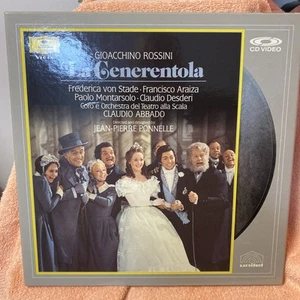 GIOACCHINO ROSSINI
CD VIDEO
La Cenerentola
Frederica von Stade · Francisco Araiza
Paolo Montarsolo · Claudio Desderi
Coro e Orchestra del Teatro alla Scala
CLAUDIO ABBADO
JEAN-PIERRE PONNELLE
unitel